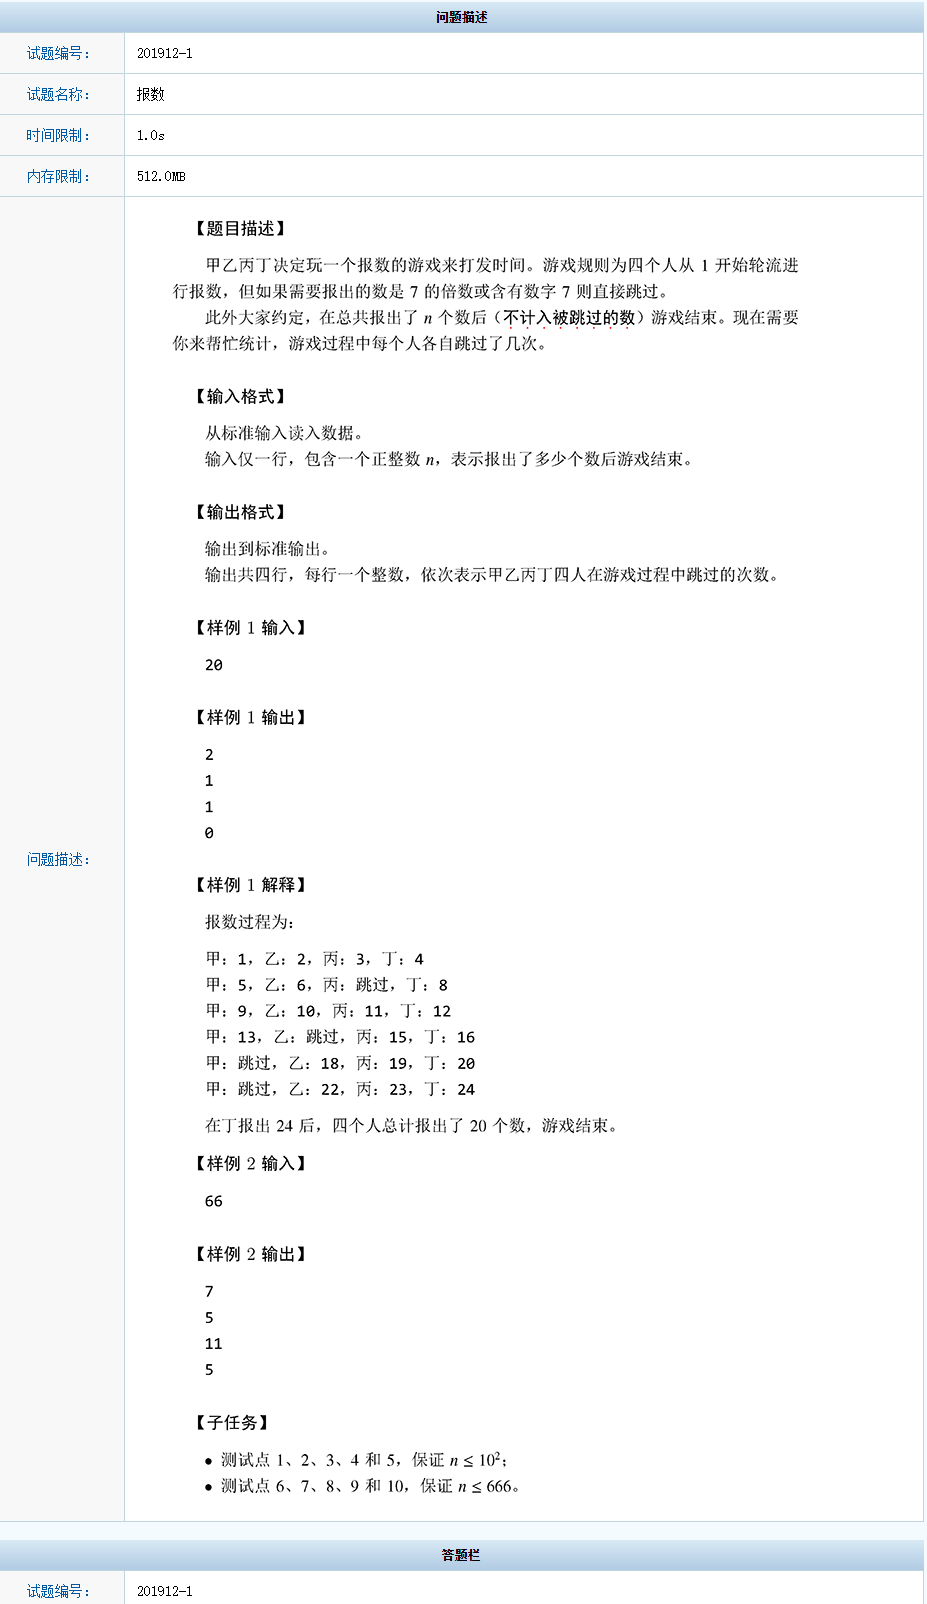 问题描述
试题编号： 201912-1
试题名称： 报数
时间限制： 1.0s
内存限制： 512.0MB
问题描述：
【题目描述】
甲乙丙丁决定玩一个报数的游戏来打发时间。游戏规则为四个人从 1 开始轮流进
行报数，但如果需要报出的数是 7 的倍数或含有数字 7 则直接跳过。
此外大家约定，在总共报出了 n 个数后（不计入被跳过的数）游戏结束。现在需要
你来帮忙统计，游戏过程中每个人各自跳过了几次。
【输入格式】
从标准输入读入数据。
输入仅一行，包含一个正整数 n，表示报出了多少个数后游戏结束。
【输出格式】
输出到标准输出。
输出共四行，每行一个整数，依次表示甲乙丙丁四人在游戏过程中跳过的次数。
【样例 1 输入】
20
【样例 1 输出】
2
1
1
0
【样例 1 解释】
报数过程为：
甲：1，乙：2，丙：3，丁：4
甲：5，乙：6，丙：跳过，丁：8
甲：9，乙：10，丙：11，丁：12
甲：13，乙：跳过，丙：15，丁：16
甲：跳过，乙：18，丙：19，丁：20
甲：跳过，乙：22，丙：23，丁：24
在丁报出 24 后，四个人总计报出了 20 个数，游戏结束。
【样例 2 输入】
66
【样例 2 输出】
7
5
11
5
【子任务】
• 测试点 1、2、3、4 和 5，保证 n ≤ 10²；
• 测试点 6、7、8、9 和 10，保证 n ≤ 666。
答题栏
试题编号： 201912-1